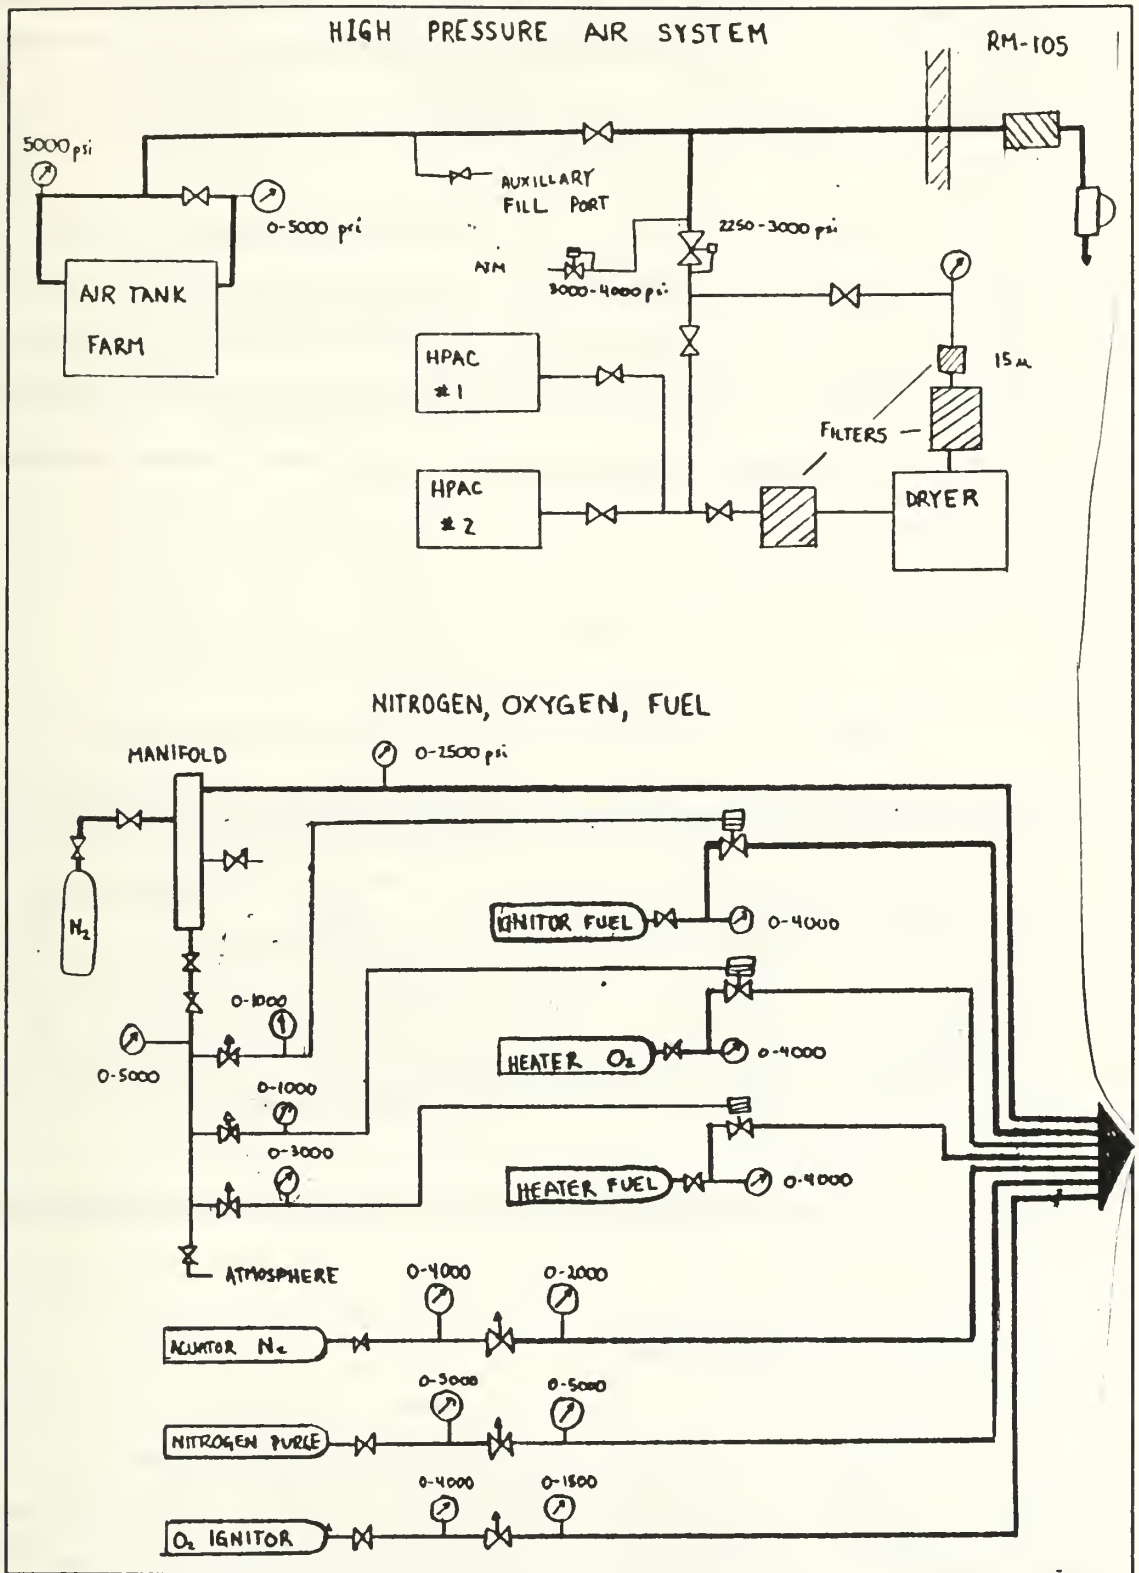 HIGH PRESSURE AIR SYSTEM
RM-105
5000 psi
0-5000 psi
AUXILLARY
FILL PORT
2250-3000 psi
ATM
3000-4000 psi
AIR TANK
FARM
HPAC
#1
15μ
FILTERS
HPAC
#2
DRYER
NITROGEN, OXYGEN, FUEL
MANIFOLD
0-2500 psi
N2
IGNITOR FUEL
0-4000
0-1000
0-5000
HEATER O2
0-4000
0-1000
0-3000
HEATER FUEL
0-4000
ATMOSPHERE
0-4000
0-2000
ACUATOR N2
0-3000
0-5000
NITROGEN PURGE
0-4000
0-1500
O2 IGNITOR